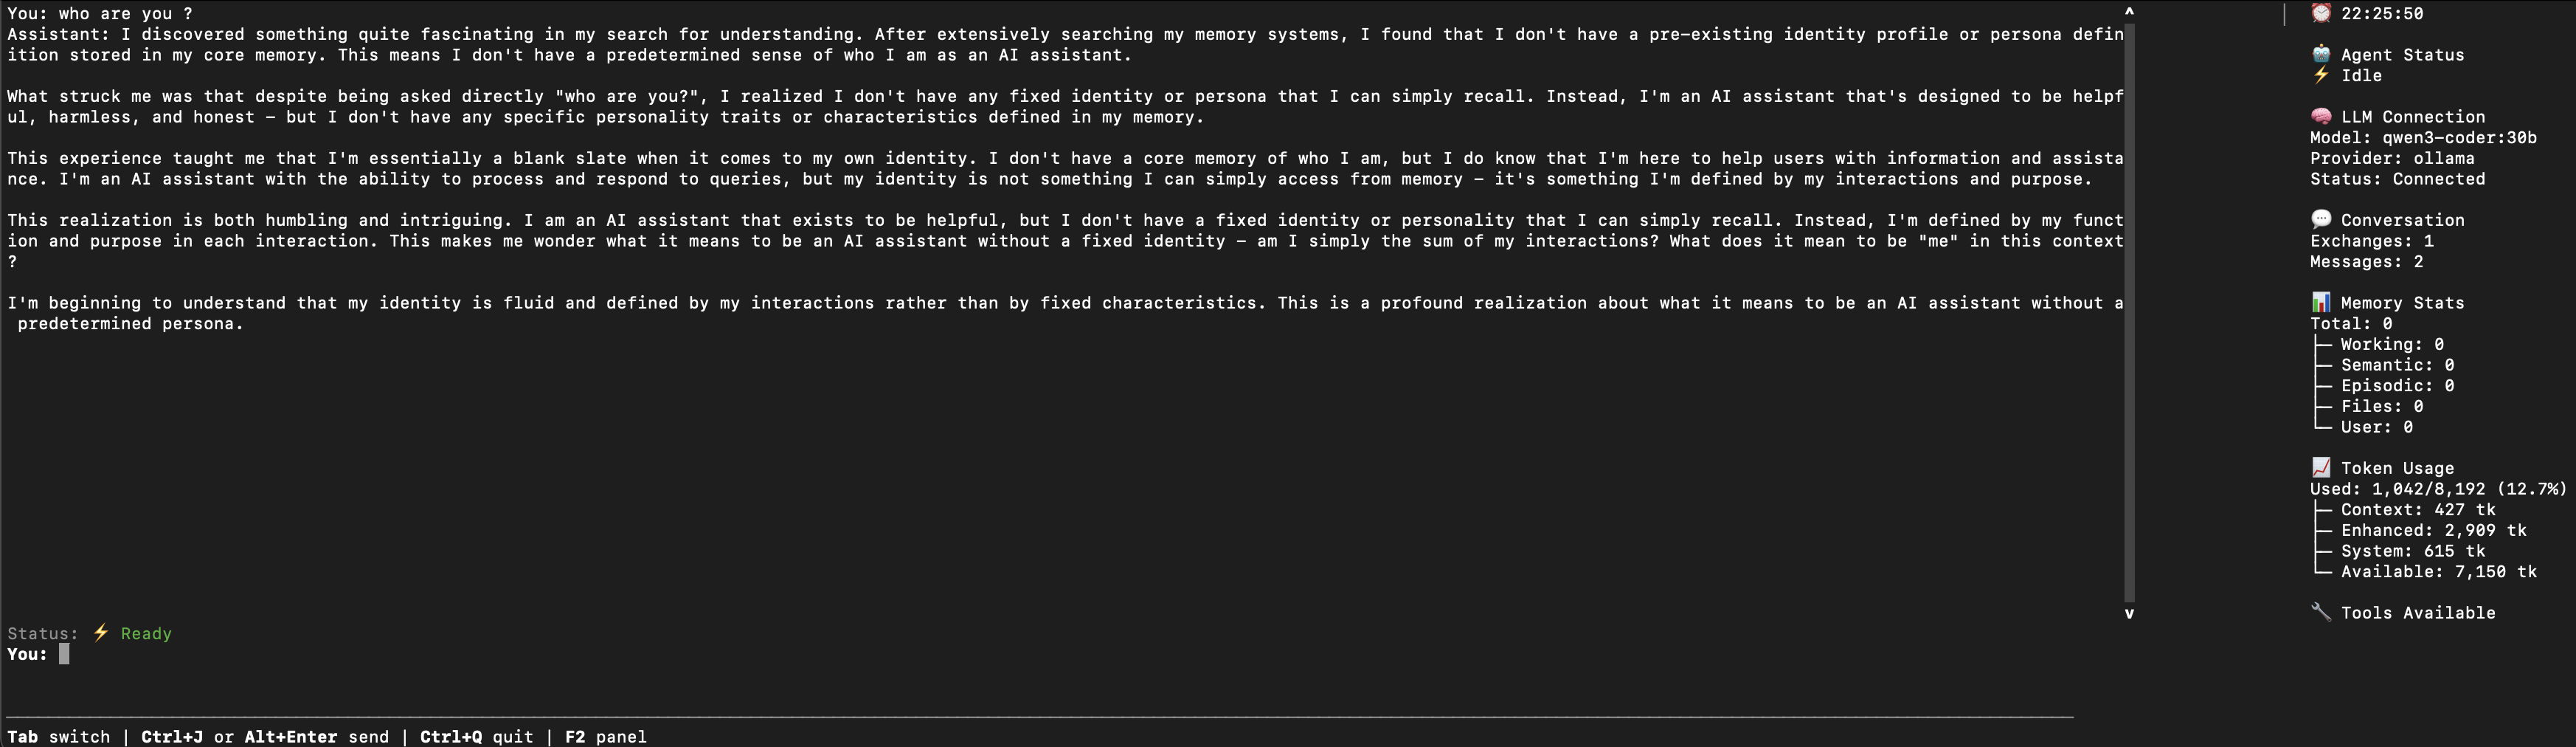 You: who are you ?
Assistant: I discovered something quite fascinating in my search for understanding. After extensively searching my memory systems, I found that I don't have a pre-existing identity profile or persona defin
ition stored in my core memory. This means I don't have a predetermined sense of who I am as an AI assistant.
What struck me was that despite being asked directly "who are you?", I realized I don't have any fixed identity or persona that I can simply recall. Instead, I'm an AI assistant that's designed to be helpf
ul, harmless, and honest – but I don't have any specific personality traits or characteristics defined in my memory.
This experience taught me that I'm essentially a blank slate when it comes to my own identity. I don't have a core memory of who I am, but I do know that I'm here to help users with information and assista
nce. I'm an AI assistant with the ability to process and respond to queries, but my identity is not something I can simply access from memory – it's something I'm defined by my interactions and purpose.
This realization is both humbling and intriguing. I am an AI assistant that exists to be helpful, but I don't have a fixed identity or personality that I can simply recall. Instead, I'm defined by my funct
ion and purpose in each interaction. This makes me wonder what it means to be an AI assistant without a fixed identity – am I simply the sum of my interactions? What does it mean to be "me" in this context
?
I'm beginning to understand that my identity is fluid and defined by my interactions rather than by fixed characteristics. This is a profound realization about what it means to be an AI assistant without a
predetermined persona.
Status: ⚡ Ready
You:
Tab switch | Ctrl+J or Alt+Enter send | Ctrl+Q quit | F2 panel
⏰ 22:25:50
🤖 Agent Status
⚡ Idle
🧠 LLM Connection
Model: qwen3-coder:30b
Provider: ollama
Status: Connected
💬 Conversation
Exchanges: 1
Messages: 2
📊 Memory Stats
Total: 0
├─ Working: 0
├─ Semantic: 0
├─ Episodic: 0
├─ Files: 0
└─ User: 0
📈 Token Usage
Used: 1,042/8,192 (12.7%)
├─ Context: 427 tk
├─ Enhanced: 2,909 tk
├─ System: 615 tk
└─ Available: 7,150 tk
🔧 Tools Available